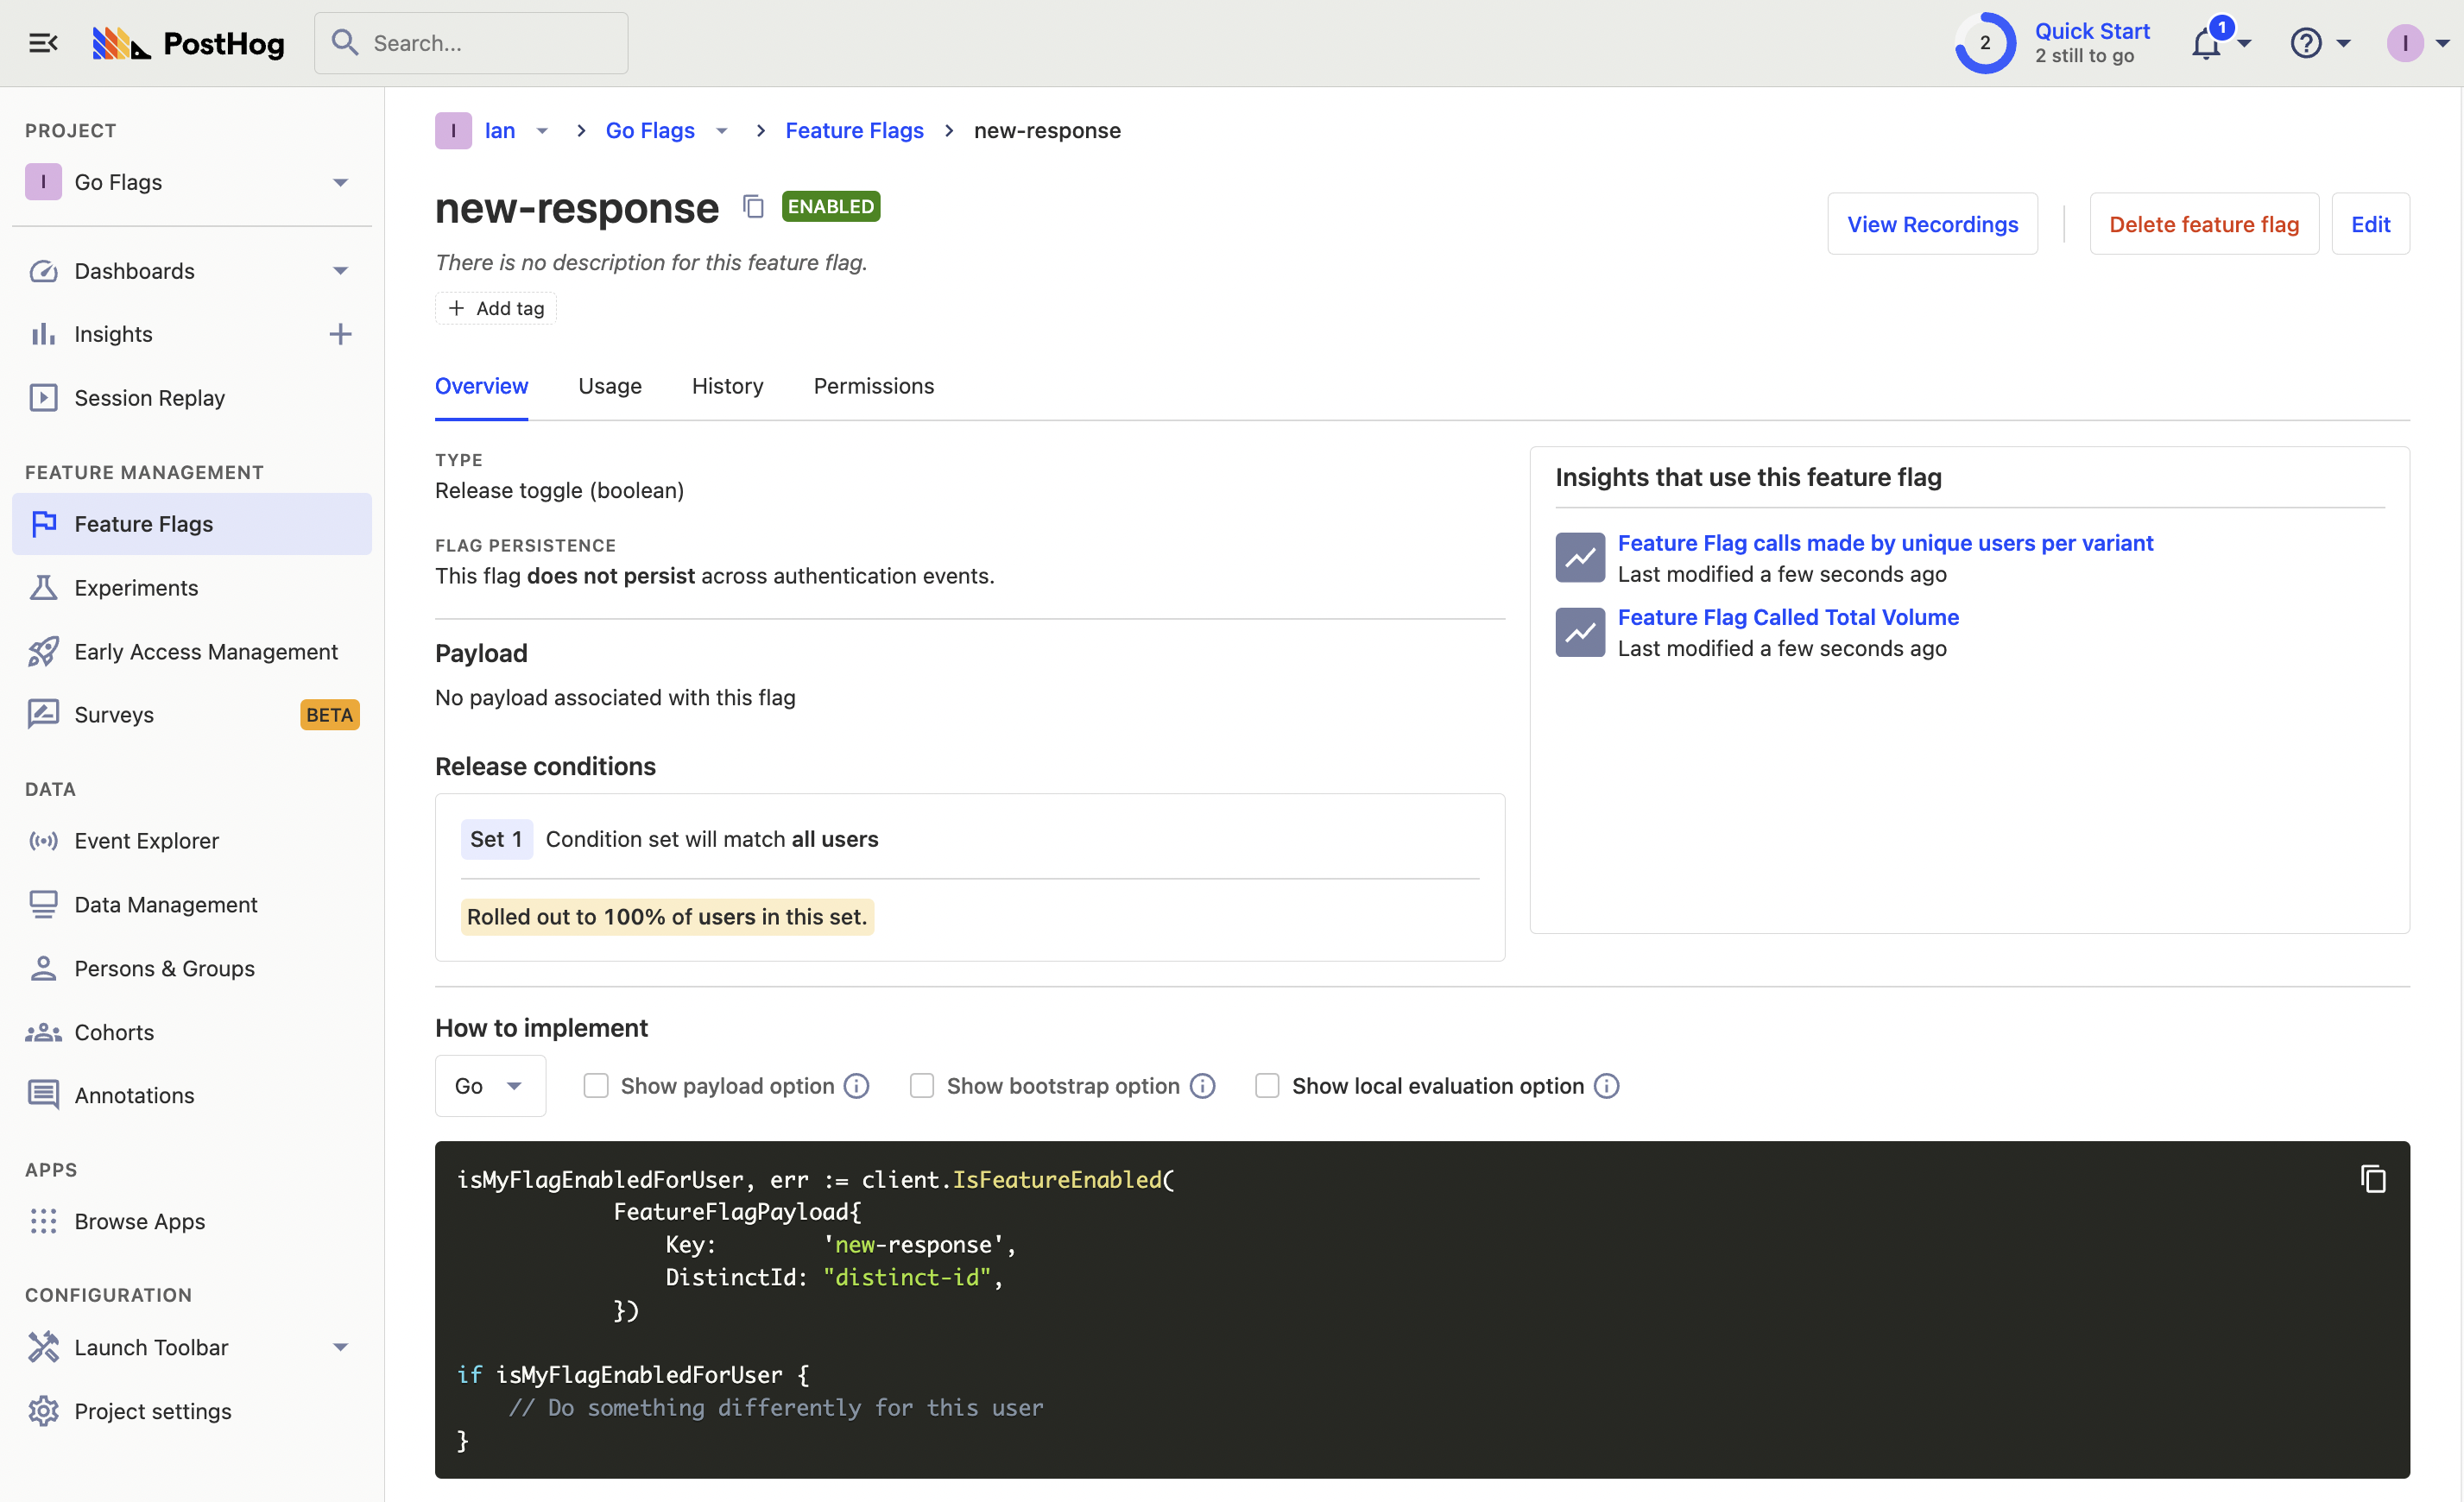 PostHog
Search...
2
Quick Start
2 still to go
1
I
PROJECT
I Go Flags
Dashboards
Insights
Session Replay
FEATURE MANAGEMENT
Feature Flags
Experiments
Early Access Management
Surveys BETA
DATA
Event Explorer
Data Management
Persons & Groups
Cohorts
Annotations
APPS
Browse Apps
CONFIGURATION
Launch Toolbar
Project settings
I Ian > Go Flags > Feature Flags > new-response
new-response ENABLED
There is no description for this feature flag.
+ Add tag
View Recordings
Delete feature flag
Edit
Overview Usage History Permissions
TYPE
Release toggle (boolean)
FLAG PERSISTENCE
This flag does not persist across authentication events.
Payload
No payload associated with this flag
Release conditions
Set 1 Condition set will match all users
Rolled out to 100% of users in this set.
Insights that use this feature flag
Feature Flag calls made by unique users per variant
Last modified a few seconds ago
Feature Flag Called Total Volume
Last modified a few seconds ago
How to implement
Go Show payload option Show bootstrap option Show local evaluation option
isMyFlagEnabledForUser, err := client.IsFeatureEnabled(
FeatureFlagPayload{
Key: 'new-response',
DistinctId: "distinct-id",
})
if isMyFlagEnabledForUser {
// Do something differently for this user
}